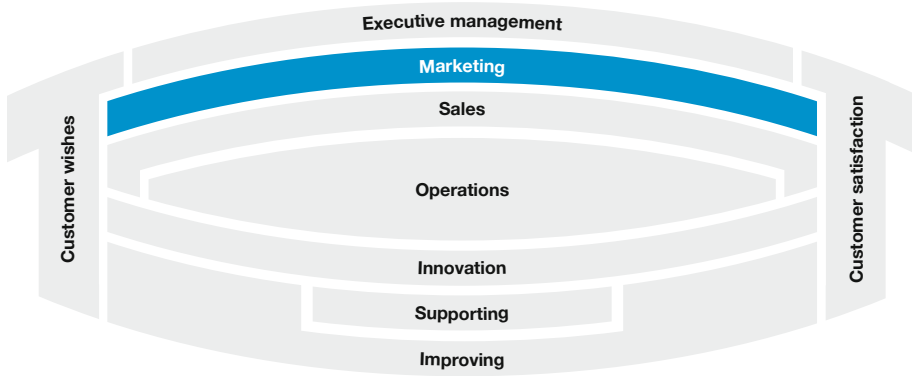 Executive management
Marketing
Sales
Customer wishes
Operations
Customer satisfaction
Innovation
Supporting
Improving